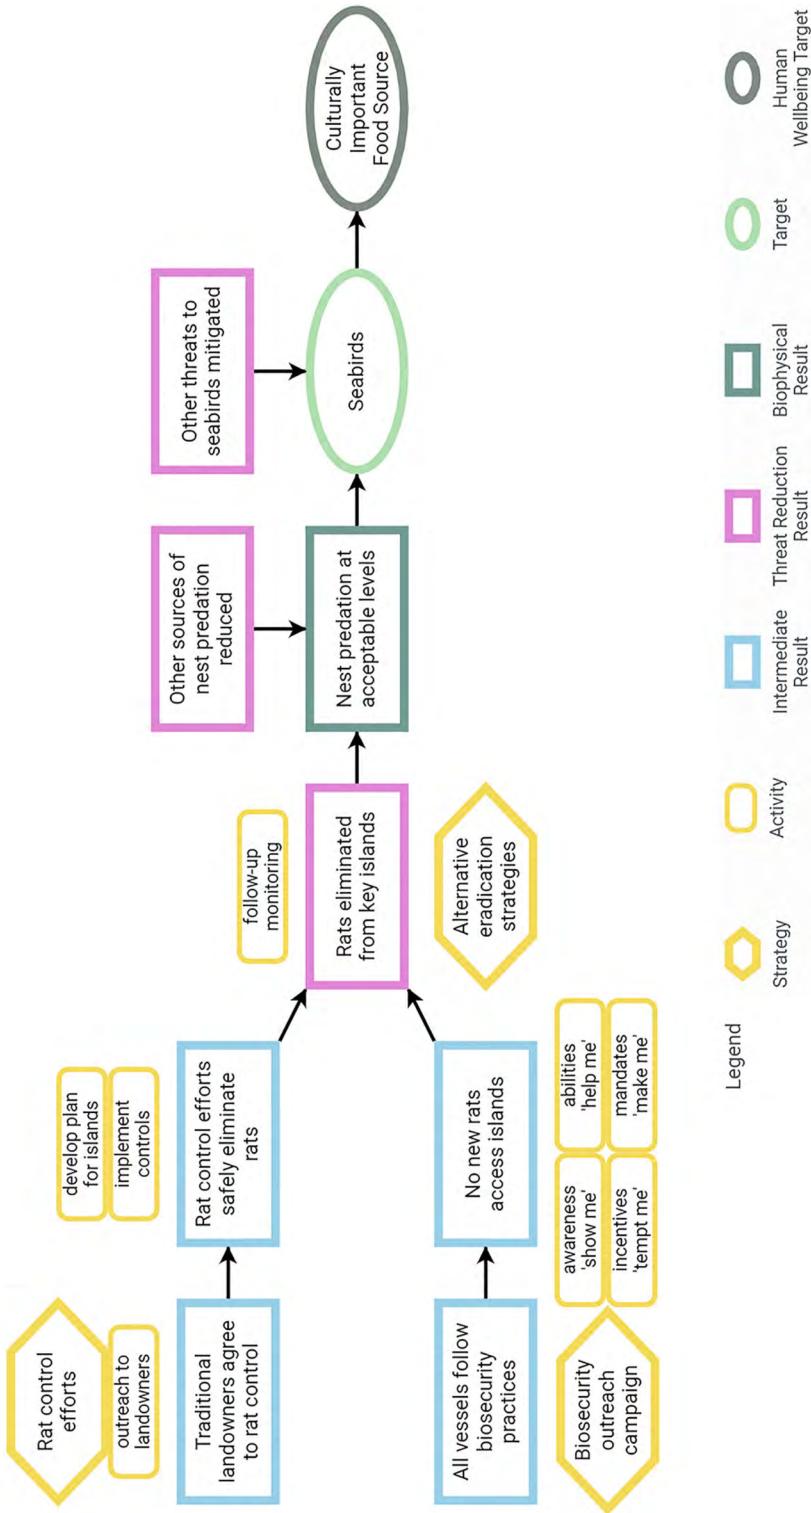 Rat control
efforts
outreach to
landowners
Traditional
landowners agree
to rat control
develop plan
for islands
implement
controls
Rat control efforts
safely eliminate
rats
All vessels follow
biosecurity
practices
Biosecurity
outreach
campaign
No new rats
access islands
awareness
'show me'
abilities
'help me'
incentives
'tempt me'
mandates
'make me'
follow-up
monitoring
Rats eliminated
from key islands
Alternative
eradication
strategies
Other sources of
nest predation
reduced
Nest predation at
acceptable levels
Other threats to
seabirds mitigated
Seabirds
Culturally
Important
Food Source
Legend
Strategy
Activity
Intermediate
Result
Threat Reduction
Result
Biophysical
Result
Target
Human
Wellbeing Target